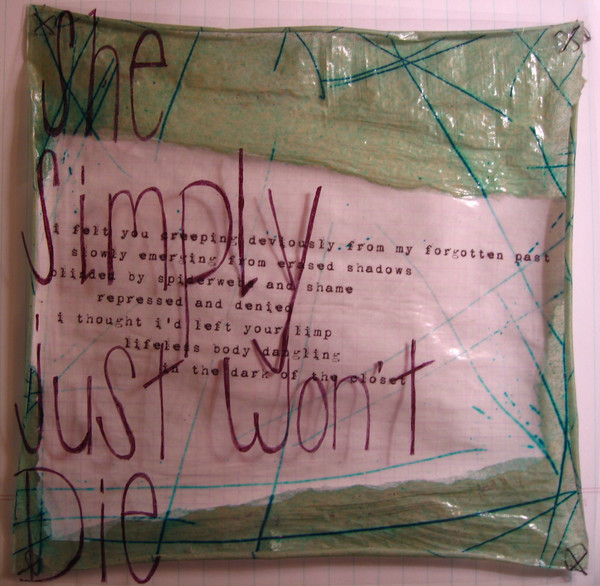 She
Simply
i felt you creeping deviously from my forgotten past
slowly emerging from erased shadows
blinded by spiderwebs and shame
repressed and denied
i thought i'd left your limp
lifeless body dangling
in the dark of the closet
Just Won't
Die